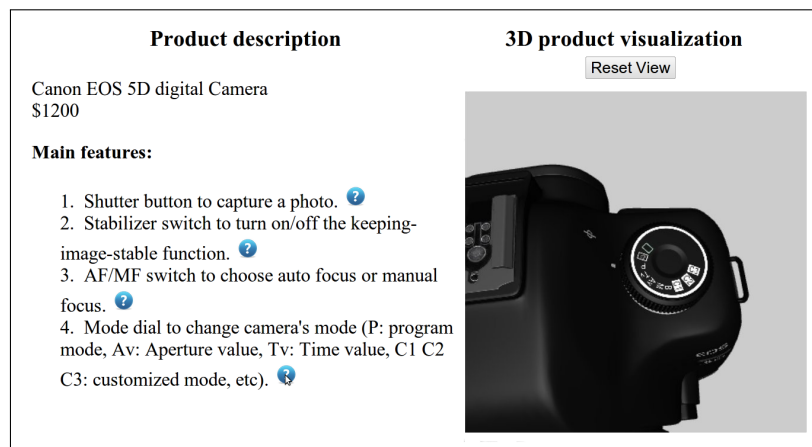 Product description
Canon EOS 5D digital Camera
$1200
Main features:
1. Shutter button to capture a photo. ?
2. Stabilizer switch to turn on/off the keeping-
image-stable function. ?
3. AF/MF switch to choose auto focus or manual
focus. ?
4. Mode dial to change camera's mode (P: program
mode, Av: Aperture value, Tv: Time value, C1 C2
C3: customized mode, etc). ?
3D product visualization
Reset View
EOS